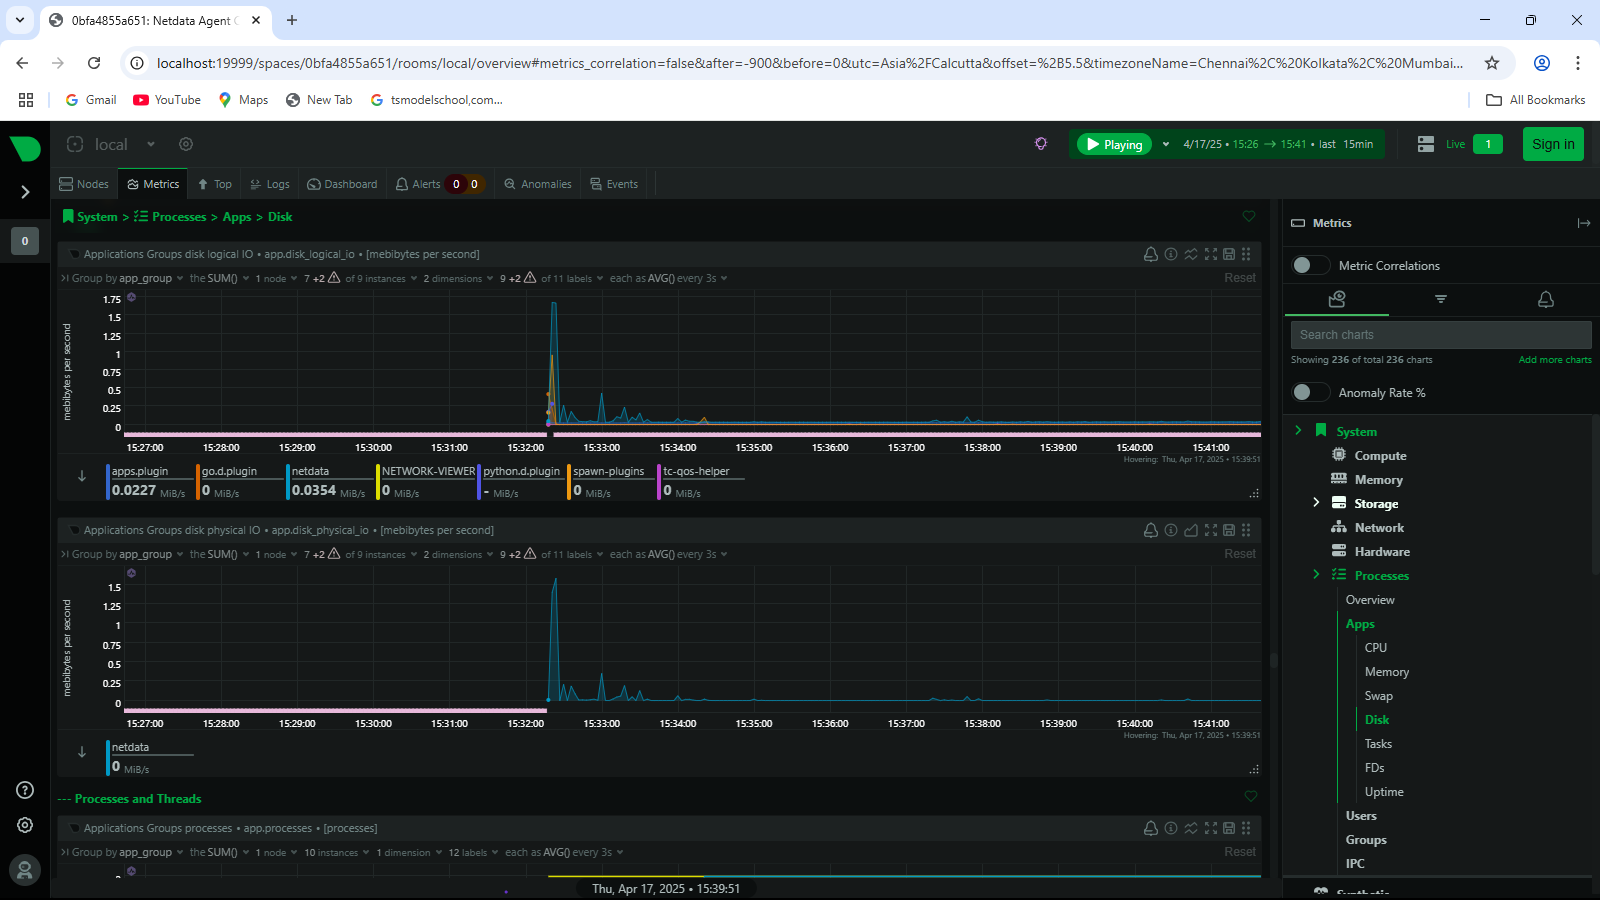 0bfa4855a651: Netdata Agent C
localhost:19999/spaces/0bfa4855a651/rooms/local/overview#metrics_correlation=false&after=-900&before=0&utc=Asia%2FCalcutta&offset=%2B5.5&timezoneName=Chennai%2C%20Kolkata%2C%20Mumbai...
Gmail YouTube Maps New Tab tsmodelschool,com... All Bookmarks
local Playing 4/17/25 • 15:26 → 15:41 • last 15min Live 1 Sign in
Nodes Metrics Top Logs Dashboard Alerts 0 0 Anomalies Events
0
System > Processes > Apps > Disk
Applications Groups disk logical IO • app.disk_logical_io • [mebibytes per second]
Group by app_group the SUM() 1 node 7 +2 of 9 instances 2 dimensions 9 +2 of 11 labels each as AVG() every 3s Reset
mebibytes per second
1.75
1.5
1.25
1
0.75
0.5
0.25
0
15:27:00 15:28:00 15:29:00 15:30:00 15:31:00 15:32:00 15:33:00 15:34:00 15:35:00 15:36:00 15:37:00 15:38:00 15:39:00 15:40:00 15:41:00
Hovering: Thu, Apr 17, 2025 • 15:39:51
apps.plugin go.d.plugin netdata NETWORK-VIEWER python.d.plugin spawn-plugins tc-qos-helper
0.0227 MiB/s 0 MiB/s 0.0354 MiB/s 0 MiB/s - MiB/s 0 MiB/s 0 MiB/s
Applications Groups disk physical IO • app.disk_physical_io • [mebibytes per second]
Group by app_group the SUM() 1 node 7 +2 of 9 instances 2 dimensions 9 +2 of 11 labels each as AVG() every 3s Reset
mebibytes per second
1.5
1.25
1
0.75
0.5
0.25
0
15:27:00 15:28:00 15:29:00 15:30:00 15:31:00 15:32:00 15:33:00 15:34:00 15:35:00 15:36:00 15:37:00 15:38:00 15:39:00 15:40:00 15:41:00
Hovering: Thu, Apr 17, 2025 • 15:39:51
netdata
0 MiB/s
--- Processes and Threads
Applications Groups processes • app.processes • [processes]
Group by app_group the SUM() 1 node 10 instances 1 dimension 12 labels each as AVG() every 3s Reset
Thu, Apr 17, 2025 • 15:39:51
Metrics
Metric Correlations
Search charts
Showing 236 of total 236 charts Add more charts
Anomaly Rate %
System
Compute
Memory
Storage
Network
Hardware
Processes
Overview
Apps
CPU
Memory
Swap
Disk
Tasks
FDs
Uptime
Users
Groups
IPC
Synthetic